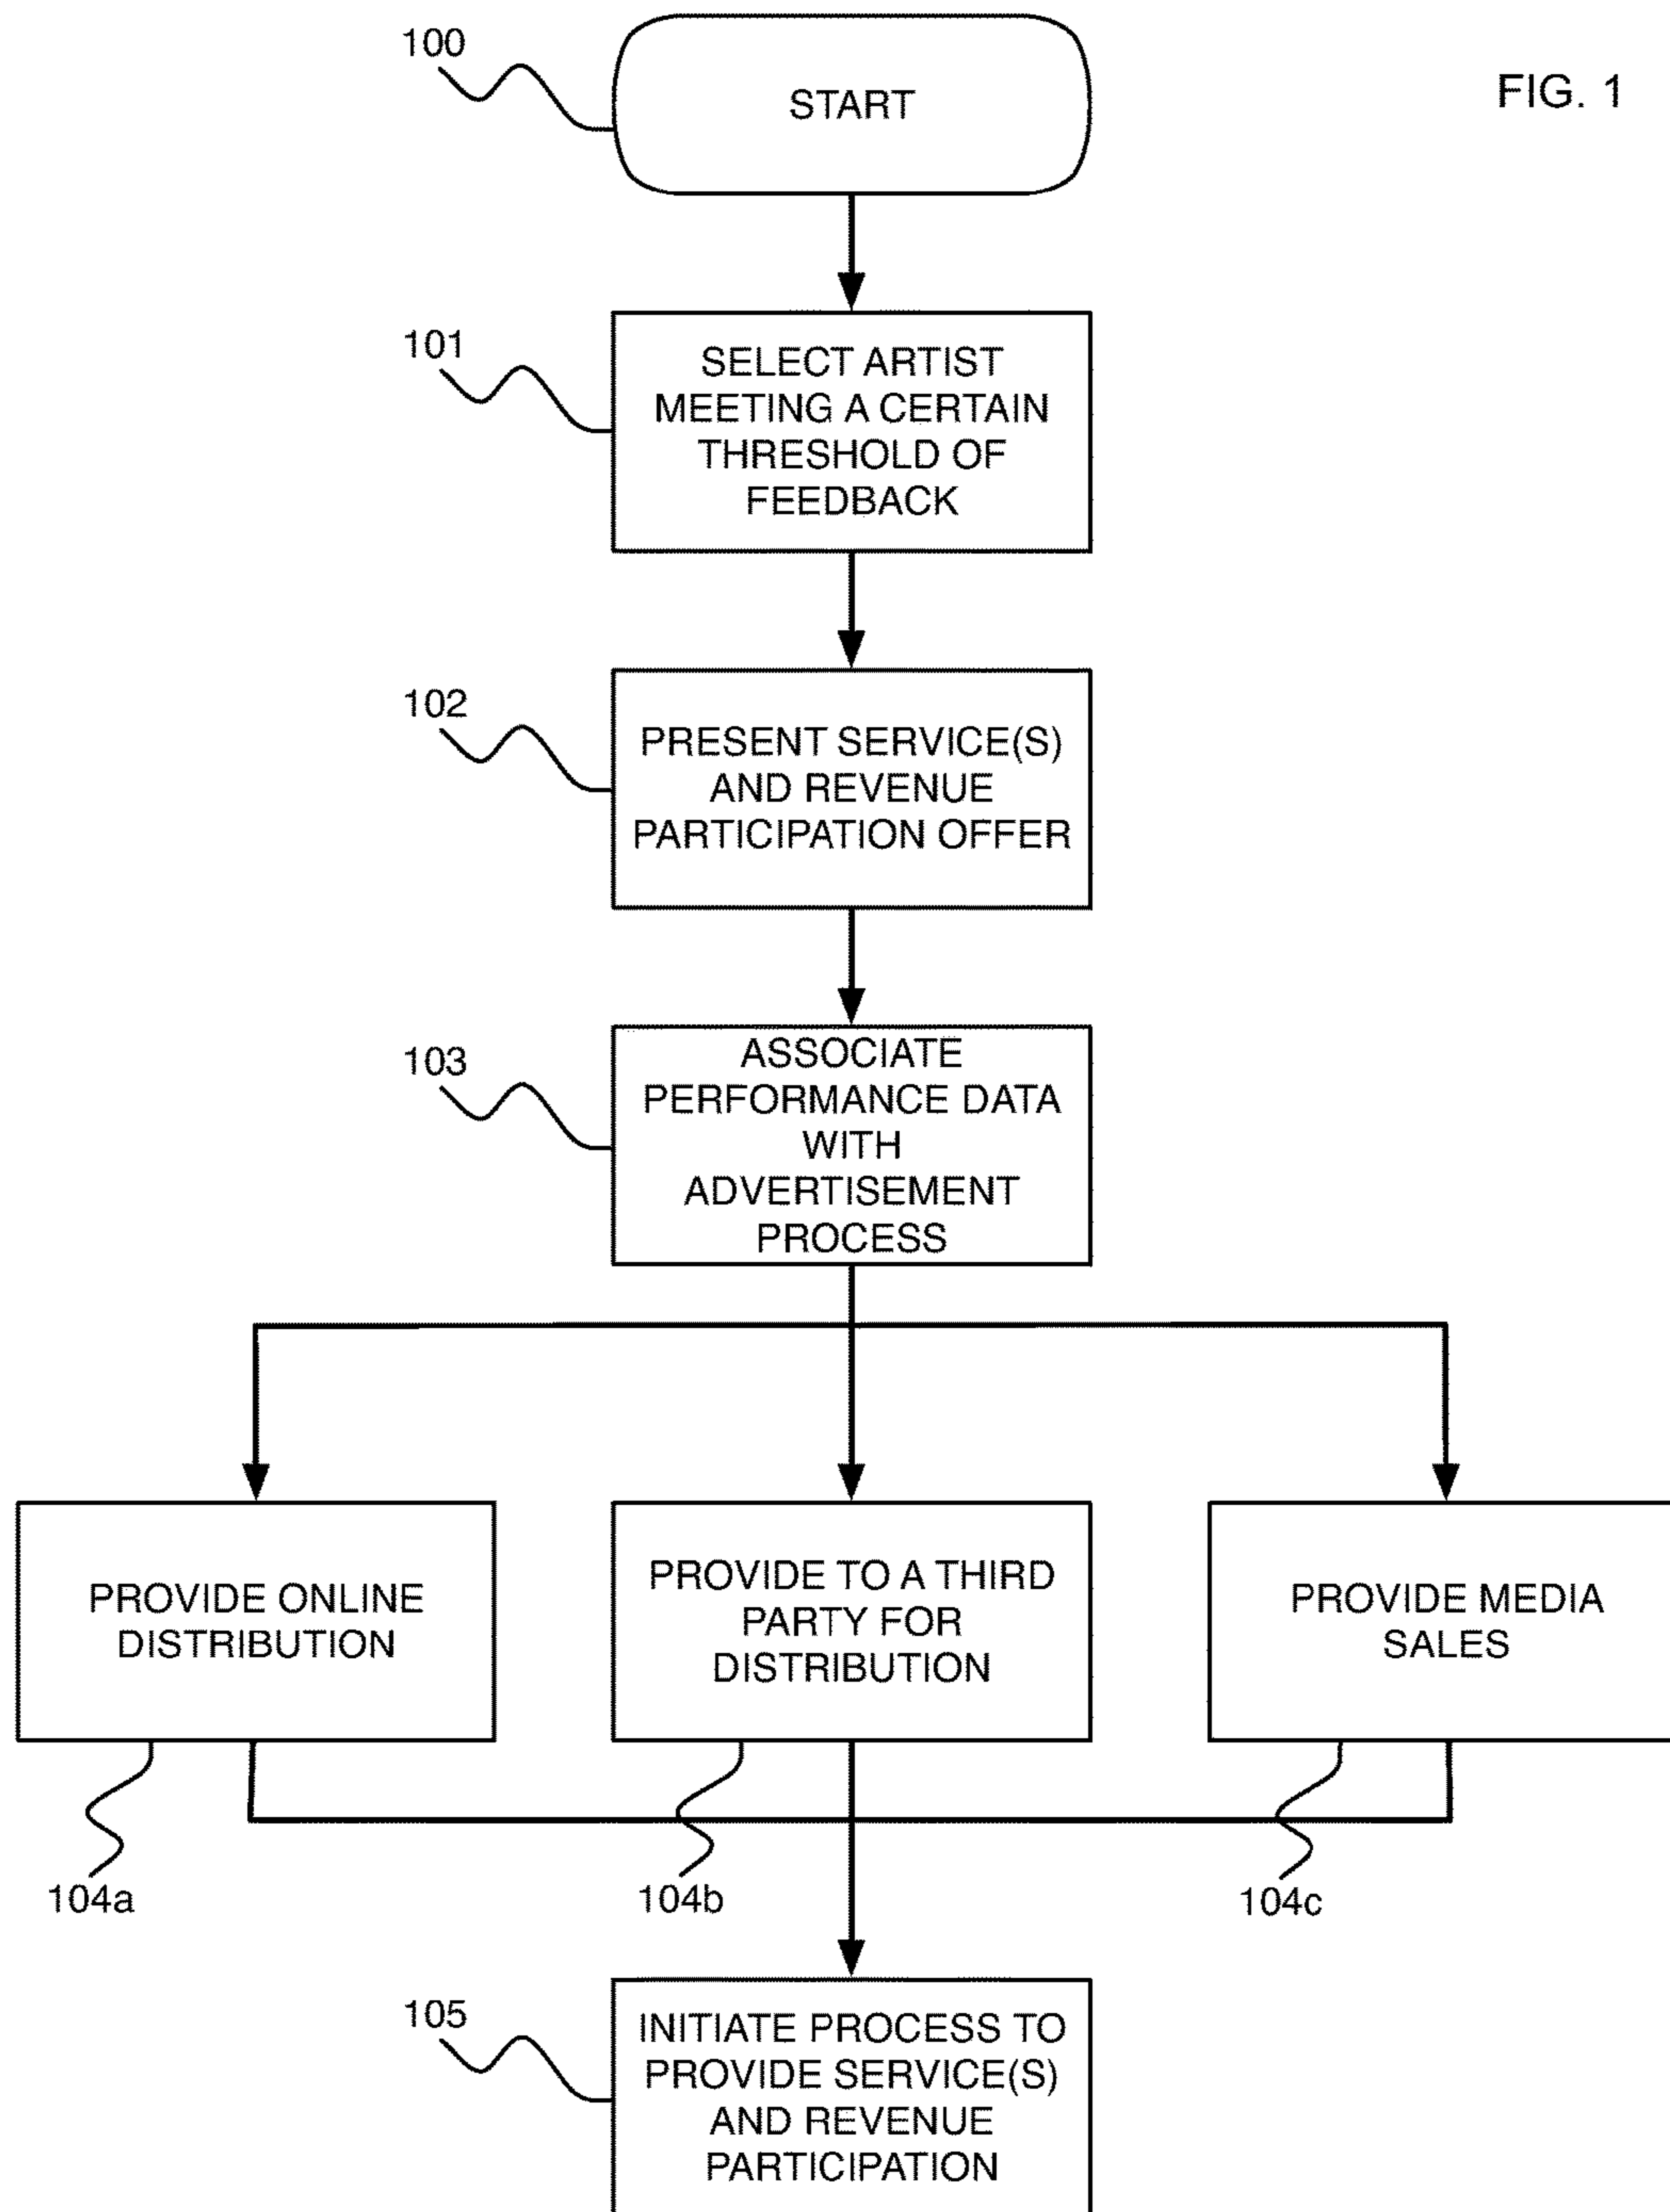 FIG. 1
100
START
101
SELECT ARTIST
MEETING A CERTAIN
THRESHOLD OF
FEEDBACK
102
PRESENT SERVICE(S)
AND REVENUE
PARTICIPATION OFFER
103
ASSOCIATE
PERFORMANCE DATA
WITH
ADVERTISEMENT
PROCESS
PROVIDE ONLINE
DISTRIBUTION
PROVIDE TO A THIRD
PARTY FOR
DISTRIBUTION
PROVIDE MEDIA
SALES
104a
104b
104c
105
INITIATE PROCESS TO
PROVIDE SERVICE(S)
AND REVENUE
PARTICIPATION